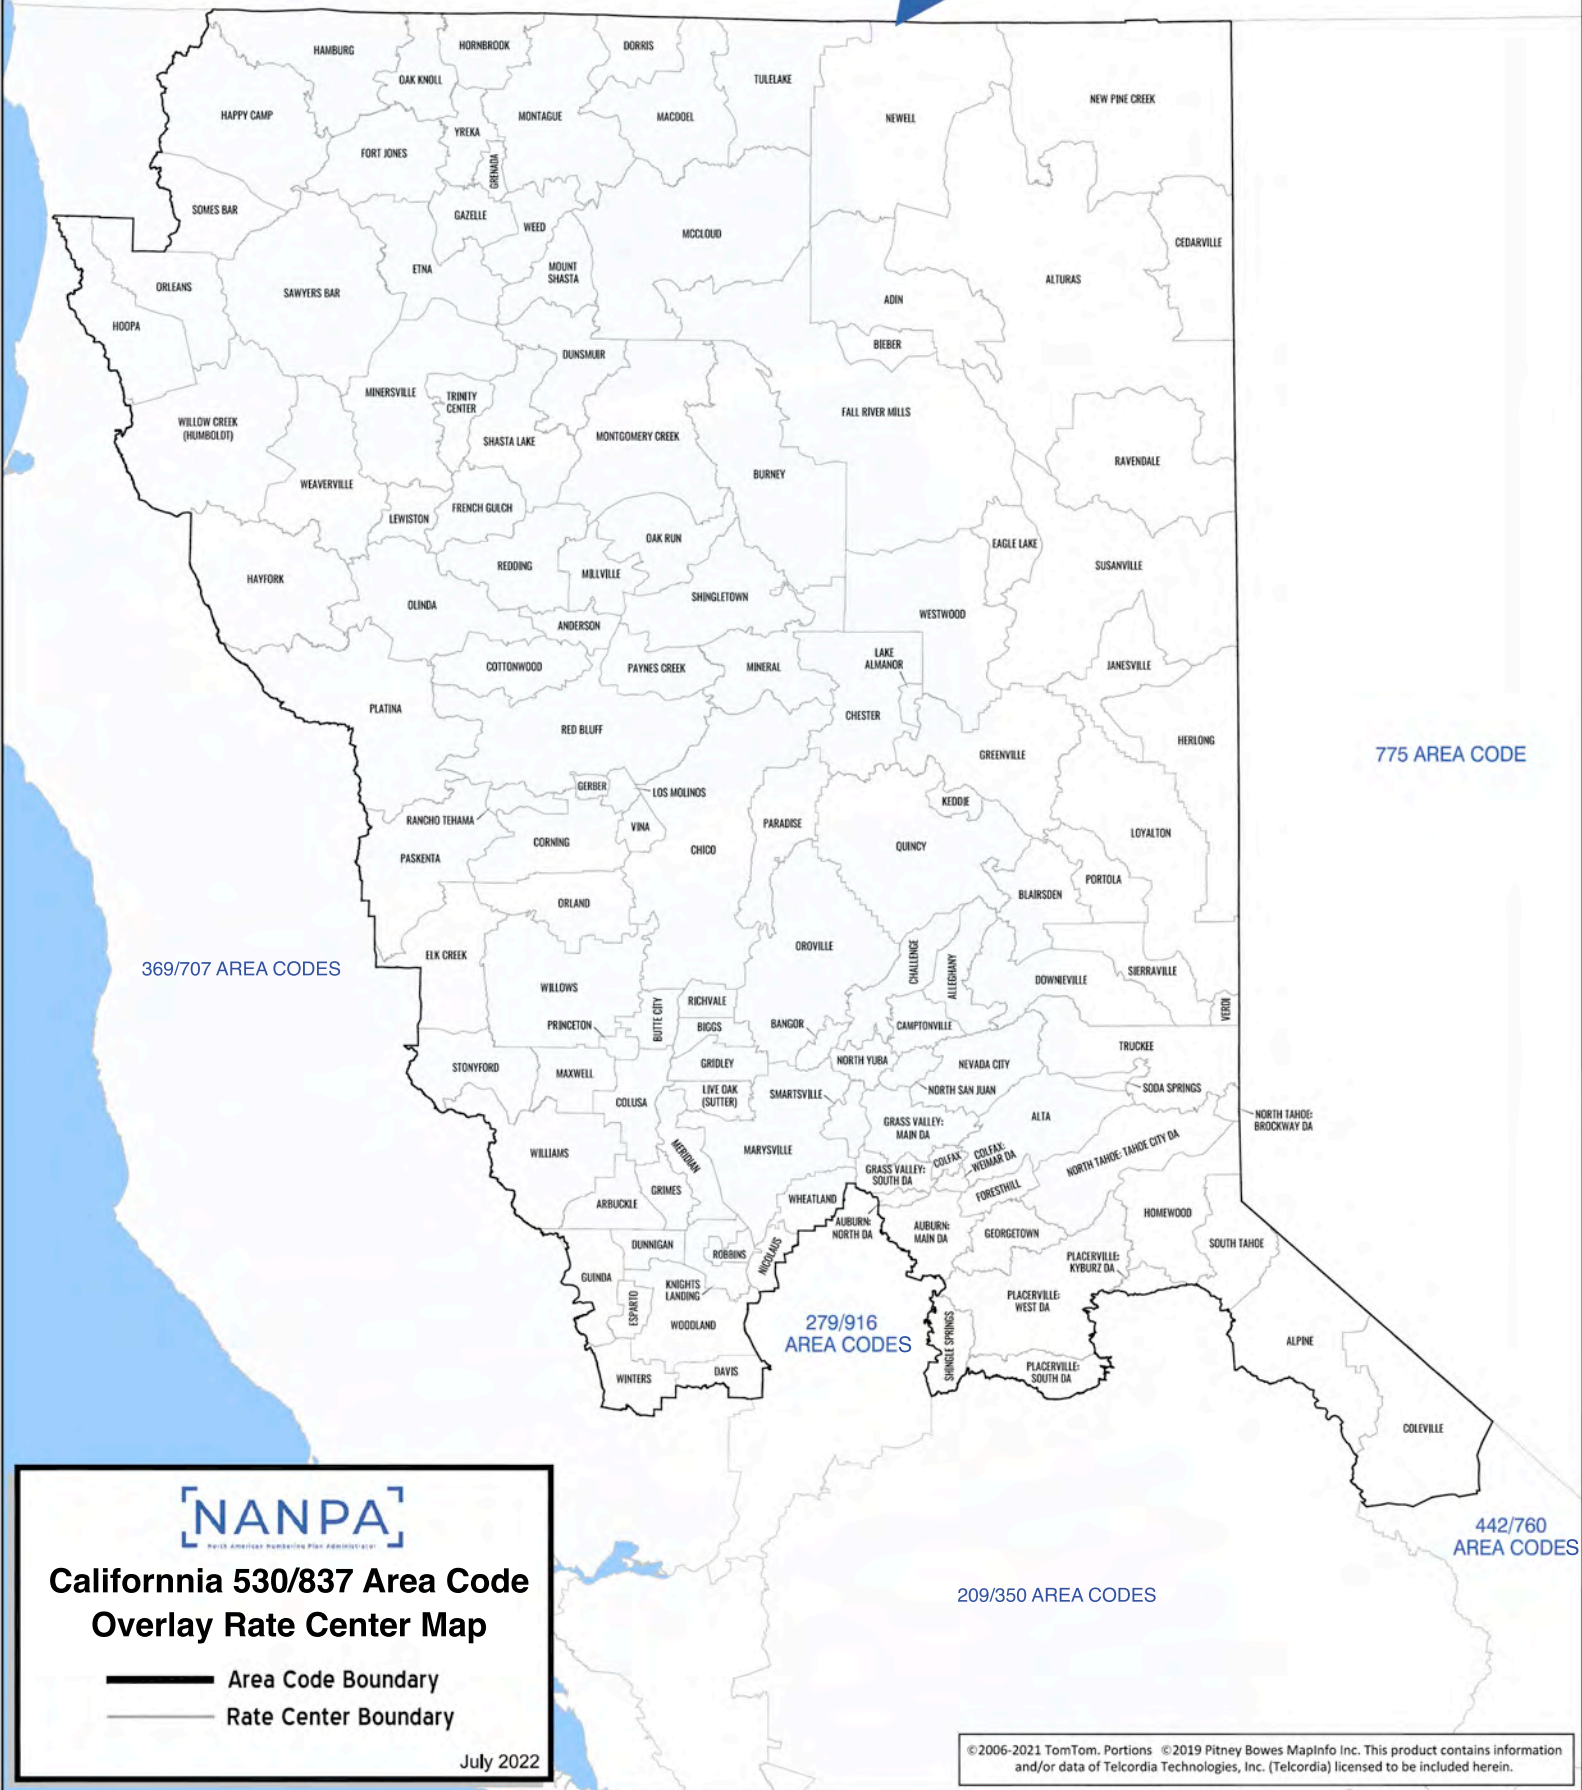 HAMBURG
HORNBROOK
DORRIS
OAK KNOLL
TULELAKE
NEW PINE CREEK
HAPPY CAMP
MONTAGUE
MACDOEL
NEWELL
YREKA
FORT JONES
GRENADA
SOMES BAR
GAZELLE
WEED
MCCLOUD
CEDARVILLE
ETNA
MOUNT
SHASTA
ALTURAS
ORLEANS
SAWYERS BAR
ADIN
HOOPA
BIEBER
DUNSMUIR
MINERSVILLE
TRINITY
CENTER
FALL RIVER MILLS
WILLOW CREEK
(HUMBOLDT)
SHASTA LAKE
MONTGOMERY CREEK
RAVENDALE
BURNEY
WEAVERVILLE
FRENCH GULCH
LEWISTON
OAK RUN
EAGLE LAKE
REDDING
SUSANVILLE
MILLVILLE
HAYFORK
SHINGLETOWN
OLINDA
WESTWOOD
ANDERSON
LAKE
ALMANOR
COTTONWOOD
PAYNES CREEK
MINERAL
JANESVILLE
PLATINA
CHESTER
RED BLUFF
HERLONG
GREENVILLE
775 AREA CODE
GERBER
LOS MOLINOS
KEDDIE
RANCHO TEHAMA
VINA
PARADISE
LOYALTON
CORNING
QUINCY
CHICO
PASKENTA
PORTOLA
BLAIRSDEN
ORLAND
OROVILLE
ELK CREEK
CHALLENGE
369/707 AREA CODES
ALLEGHANY
SIERRAVILLE
DOWNIEVILLE
WILLOWS
RICHVALE
VERDI
BUTTE CITY
PRINCETON
BIGGS
BANGOR
CAMPTONVILLE
TRUCKEE
NORTH YUBA
GRIDLEY
NEVADA CITY
STONYFORD
MAXWELL
SODA SPRINGS
LIVE OAK
(SUTTER)
SMARTSVILLE
NORTH SAN JUAN
COLUSA
ALTA
NORTH TAHOE:
BROCKWAY DA
GRASS VALLEY:
MAIN DA
MERIDIAN
MARYSVILLE
WILLIAMS
COLFAX
COLFAX:
WEIMAR DA
NORTH TAHOE: TAHOE CITY DA
GRASS VALLEY:
SOUTH DA
GRIMES
FORESTHILL
ARBUCKLE
WHEATLAND
HOMEWOOD
AUBURN:
NORTH DA
AUBURN:
MAIN DA
GEORGETOWN
DUNNIGAN
SOUTH TAHOE
ROBBINS
NICOLAUS
PLACERVILLE:
KYBURZ DA
GUINDA
KNIGHTS
LANDING
PLACERVILLE:
WEST DA
ESPARTO
WOODLAND
279/916
AREA CODES
SHINGLE SPRINGS
ALPINE
DAVIS
WINTERS
PLACERVILLE:
SOUTH DA
COLEVILLE
442/760
AREA CODES
209/350 AREA CODES
NANPA
North American Numbering Plan Administrator
Californnia 530/837 Area Code
Overlay Rate Center Map
Area Code Boundary
Rate Center Boundary
July 2022
©2006-2021 TomTom. Portions ©2019 Pitney Bowes MapInfo Inc. This product contains information
and/or data of Telcordia Technologies, Inc. (Telcordia) licensed to be included herein.